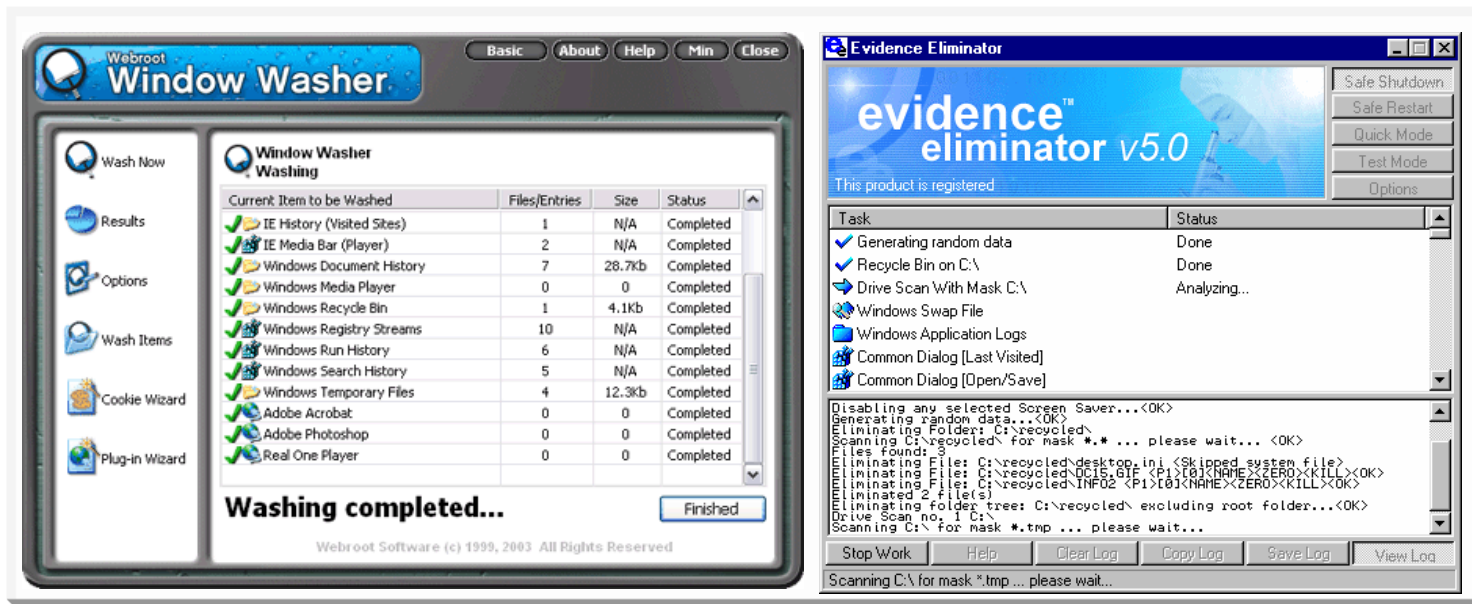 Webroot
Window Washer
Basic About Help Min Close
Wash Now
Results
Options
Wash Items
Cookie Wizard
Plug-in Wizard
Window Washer
Washing
Current Item to be Washed Files/Entries Size Status
IE History (Visited Sites) 1 N/A Completed
IE Media Bar (Player) 2 N/A Completed
Windows Document History 7 28.7Kb Completed
Windows Media Player 0 0 Completed
Windows Recycle Bin 1 4.1Kb Completed
Windows Registry Streams 10 N/A Completed
Windows Run History 6 N/A Completed
Windows Search History 5 N/A Completed
Windows Temporary Files 4 12.3Kb Completed
Adobe Acrobat 0 0 Completed
Adobe Photoshop 0 0 Completed
Real One Player 0 0 Completed
Washing completed...
Finished
Webroot Software (c) 1999, 2003 All Rights Reserved
Evidence Eliminator
evidence™
eliminator v5.0
This product is registered
Safe Shutdown
Safe Restart
Quick Mode
Test Mode
Options
Task Status
Generating random data Done
Recycle Bin on C:\ Done
Drive Scan With Mask C:\ Analyzing...
Windows Swap File
Windows Application Logs
Common Dialog [Last Visited]
Common Dialog [Open/Save]
Disabling any selected Screen Saver...<OK>
Generating random data...<OK>
Eliminating Folder: C:\recycled\
Scanning C:\recycled\ for mask *.* ... please wait... <OK>
Files found: 3
Eliminating File: C:\recycled\desktop.ini <Skipped system file>
Eliminating File: C:\recycled\DC15.GIF <P1>[0]<NAME><ZERO><KILL><OK>
Eliminating File: C:\recycled\INFO2 <P1>[0]<NAME><ZERO><KILL><OK>
Eliminated 2 file(s)
Eliminating folder tree: C:\recycled\ excluding root folder...<OK>
Drive Scan no. 1 C:\
Scanning C:\ for mask *.tmp ... please wait...
Stop Work Help Clear Log Copy Log Save Log View Log
Scanning C:\ for mask *.tmp ... please wait...